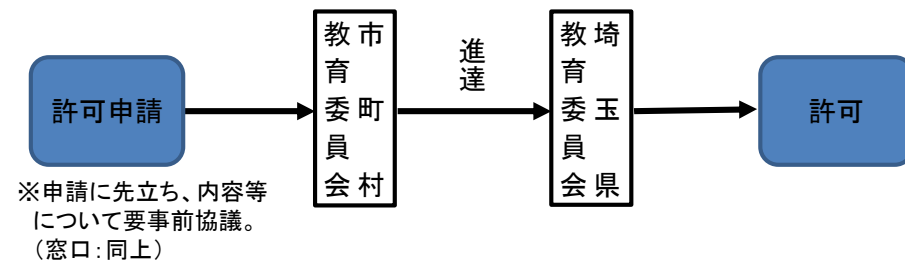 許可申請
※申請に先立ち、内容等
について要事前協議。
（窓口：同上）
市町村
教育委員会
進達
埼玉県
教育委員会
許可